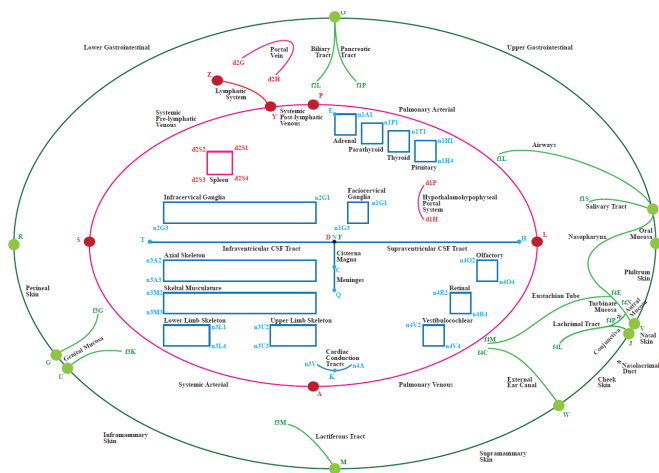 O
Lower Gastrointestinal
Upper Gastrointestinal
Portal
Vein
d2G
d2H
Biliary
Tract
Pancreatic
Tract
f2L
f1P
Z
Lymphatic
System
Y
Systemic
Pre-lymphatic
Venous
Systemic
Post-lymphatic
Venous
P
Pulmonary Arterial
E
n1A1
Adrenal
n1P1
Parathyroid
n1T1
Thyroid
n1H1
n1H4
Pituitary
d2S2
d2S1
d2S3
d2S4
Spleen
Airways
f1L
f1S
Salivary Tract
Infracervical Ganglia
n2G1
n2G3
Faciocervical
Ganglia
n1G1
n1G3
d1P
Hypothalamohypophyseal
Portal
System
d1H
Nasopharynx
Oral
Mucosa
R
S
T
D
F
H
L
Infraventricular CSF Tract
Supraventricular CSF Tract
Cisterna
Magna
C
Meninges
Q
Axial Skeleton
n3A2
n3A3
Skeltal Musculature
n3M2
n3M3
Lower Limb Skeleton
n3L1
n3L4
Upper Limb Skeleton
n3U2
n3U3
Olfactory
n4O2
n4O4
Retinal
n4R2
n4R4
Vestibulocochlear
n4V2
n4V4
Philtrum
Skin
Eustachian Tube
f4E
Turbinate
Mucosa
f4N
Antral
Mucosa
*
Lachrimal Tract
f4P
f4L
V
J
Nasal
Skin
Conjunctiva
*
Nasolacrimal
Duct
f4M
f4C
Cheek
Skin
Perineal
Skin
f3G
G
Genital Mucosa
U
f3K
Cardiac
Conduction
Tracts
n3V
n4A
K
A
Systemic Arterial
Pulmonary Venous
External
Ear Canal
W
f3M
Lactiferous Tract
M
Inframammary
Skin
Supramammary
Skin